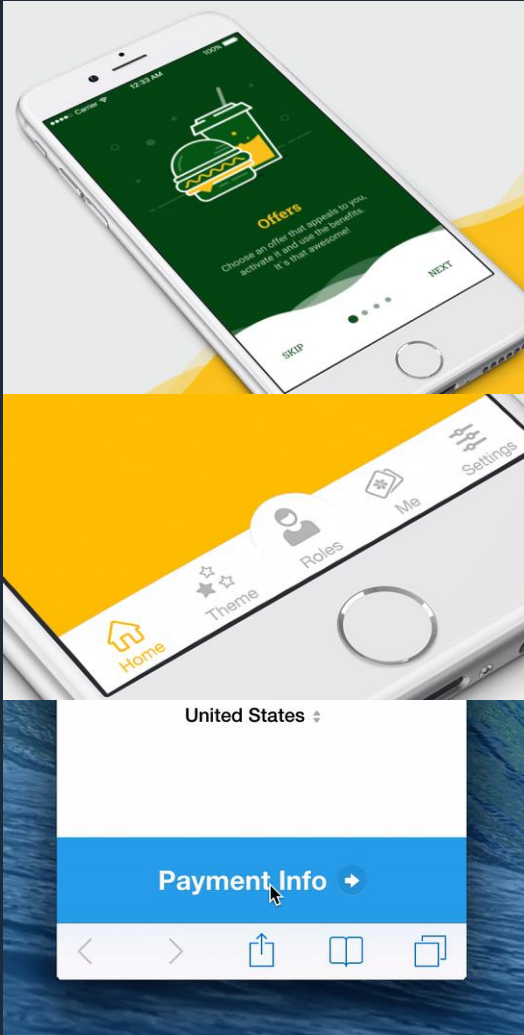 Carrier
12:33 AM
100%
Offers
Choose an offer that appeals to you,
activate it and use the benefits.
It's that awesome!
SKIP
NEXT
Home
Theme
Roles
Me
Settings
United States
Payment Info